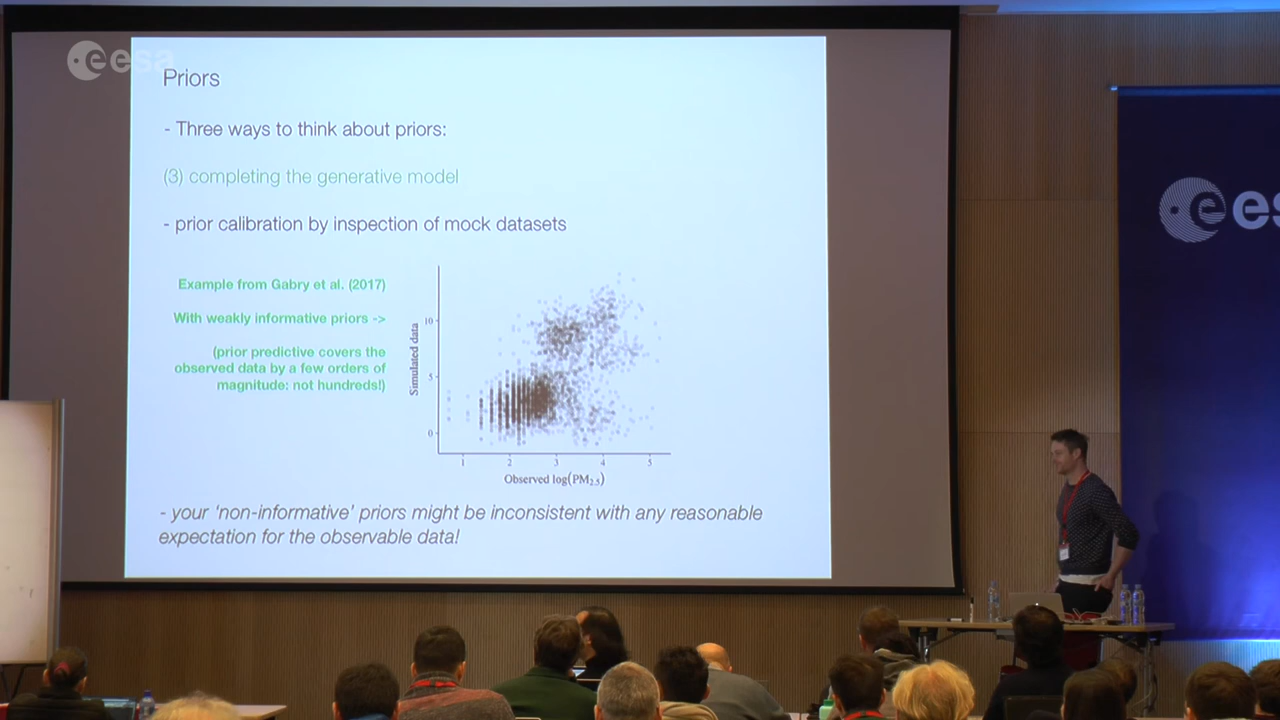 esa
Priors
- Three ways to think about priors:
(3) completing the generative model
- prior calibration by inspection of mock datasets
Example from Gabry et al. (2017)
With weakly informative priors ->
(prior predictive covers the
observed data by a few orders of
magnitude: not hundreds!)
Simulated data
10
5
0
1 2 3 4 5
Observed log(PM2.5)
- your 'non-informative' priors might be inconsistent with any reasonable
expectation for the observable data!
es